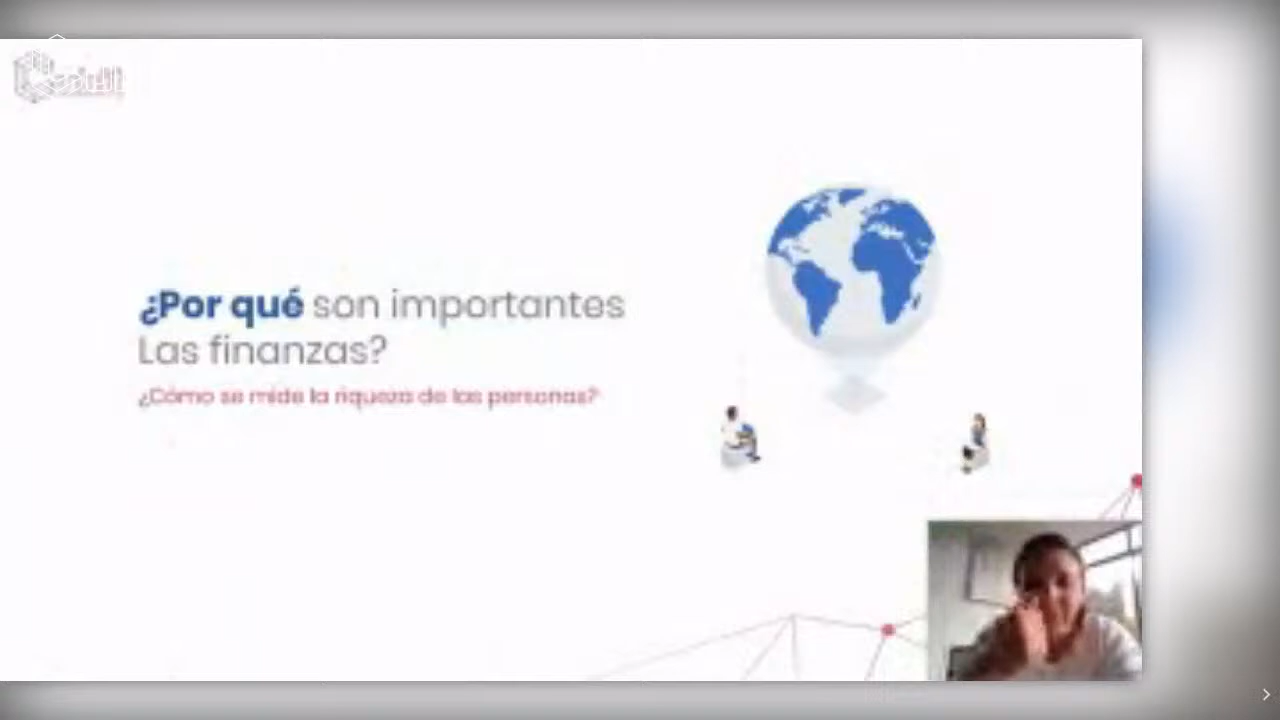 ¿Por qué son importantes
Las finanzas?
¿Cómo se mide la riqueza de las personas?